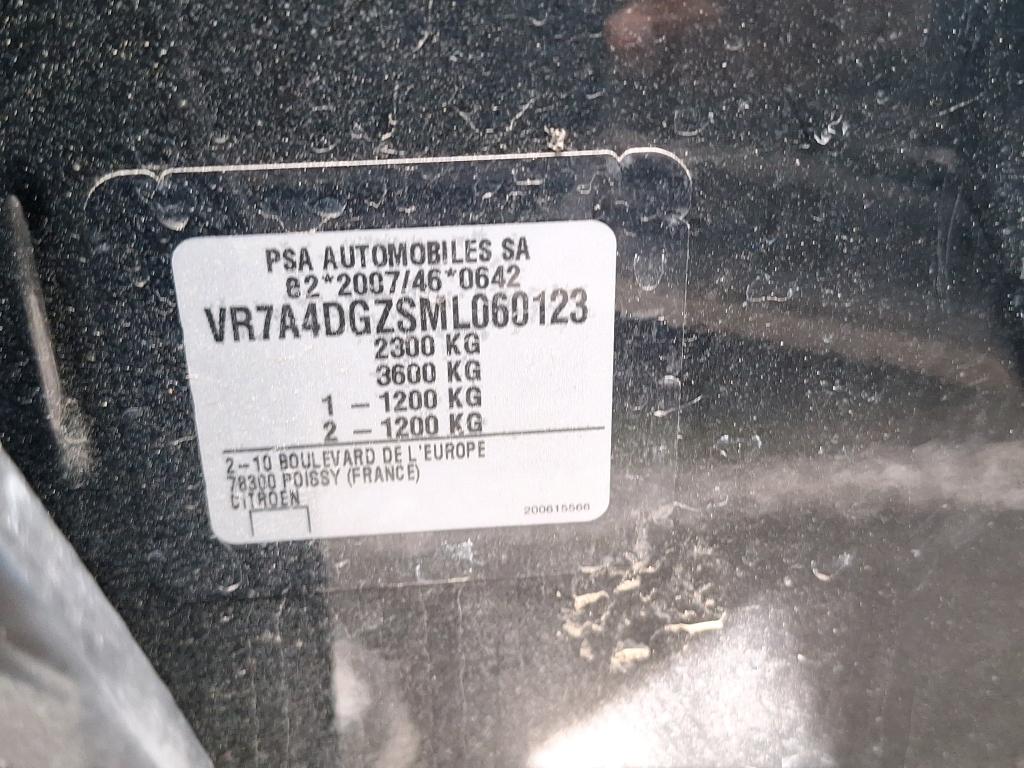 PSA AUTOMOBILES SA
e2*2007/46*0642
VR7A4DGZSML060123
2300 KG
3600 KG
1 - 1200 KG
2 - 1200 KG
2-10 BOULEVARD DE L'EUROPE
78300 POISSY (FRANCE)
CITROEN
200615566